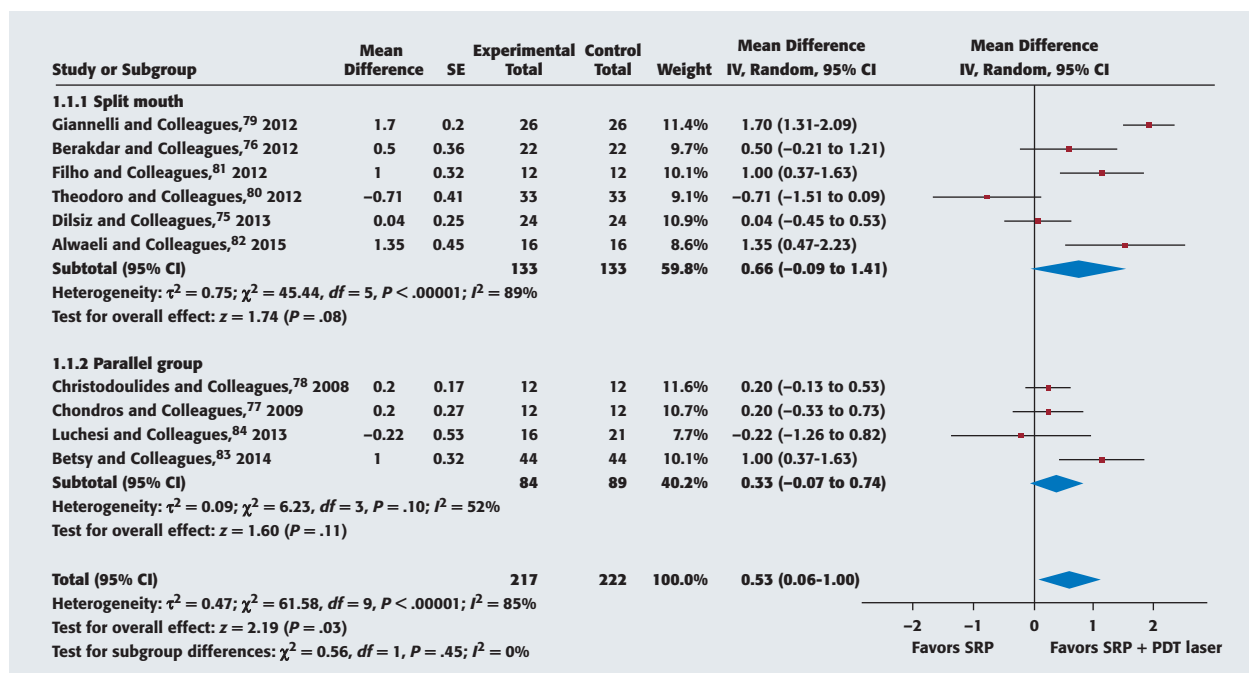 Mean Experimental Control Mean Difference Mean Difference
Study or Subgroup Difference SE Total Total Weight IV, Random, 95% CI IV, Random, 95% CI
1.1.1 Split mouth
Giannelli and Colleagues,79 2012 1.7 0.2 26 26 11.4% 1.70 (1.31-2.09)
Berakdar and Colleagues,76 2012 0.5 0.36 22 22 9.7% 0.50 (−0.21 to 1.21)
Filho and Colleagues,81 2012 1 0.32 12 12 10.1% 1.00 (0.37-1.63)
Theodoro and Colleagues,80 2012 −0.71 0.41 33 33 9.1% −0.71 (−1.51 to 0.09)
Dilsiz and Colleagues,75 2013 0.04 0.25 24 24 10.9% 0.04 (−0.45 to 0.53)
Alwaeli and Colleagues,82 2015 1.35 0.45 16 16 8.6% 1.35 (0.47-2.23)
Subtotal (95% CI) 133 133 59.8% 0.66 (−0.09 to 1.41)
Heterogeneity: τ2 = 0.75; χ2 = 45.44, df = 5, P < .00001; I2 = 89%
Test for overall effect: z = 1.74 (P = .08)
1.1.2 Parallel group
Christodoulides and Colleagues,78 2008 0.2 0.17 12 12 11.6% 0.20 (−0.13 to 0.53)
Chondros and Colleagues,77 2009 0.2 0.27 12 12 10.7% 0.20 (−0.33 to 0.73)
Luchesi and Colleagues,84 2013 −0.22 0.53 16 21 7.7% −0.22 (−1.26 to 0.82)
Betsy and Colleagues,83 2014 1 0.32 44 44 10.1% 1.00 (0.37-1.63)
Subtotal (95% CI) 84 89 40.2% 0.33 (−0.07 to 0.74)
Heterogeneity: τ2 = 0.09; χ2 = 6.23, df = 3, P = .10; I2 = 52%
Test for overall effect: z = 1.60 (P = .11)
Total (95% CI) 217 222 100.0% 0.53 (0.06-1.00)
Heterogeneity: τ2 = 0.47; χ2 = 61.58, df = 9, P < .00001; I2 = 85%
Test for overall effect: z = 2.19 (P = .03)
Test for subgroup differences: χ2 = 0.56, df = 1, P = .45; I2 = 0%
−2 −1 0 1 2
Favors SRP Favors SRP + PDT laser